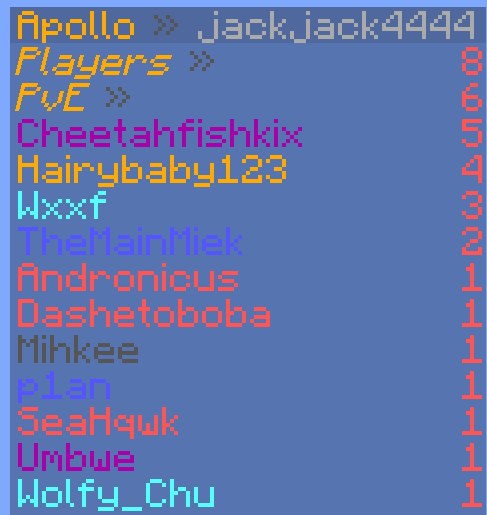 Apollo » jackjack4444
Players » 8
PvE » 6
Cheetahfishkix 5
Hairybaby123 4
Wxxf 3
TheMainMiek 2
Andronicus 1
Dashetoboba 1
Mihkee 1
p1an 1
SeaHqwk 1
Umbwe 1
Wolfy_Chu 1